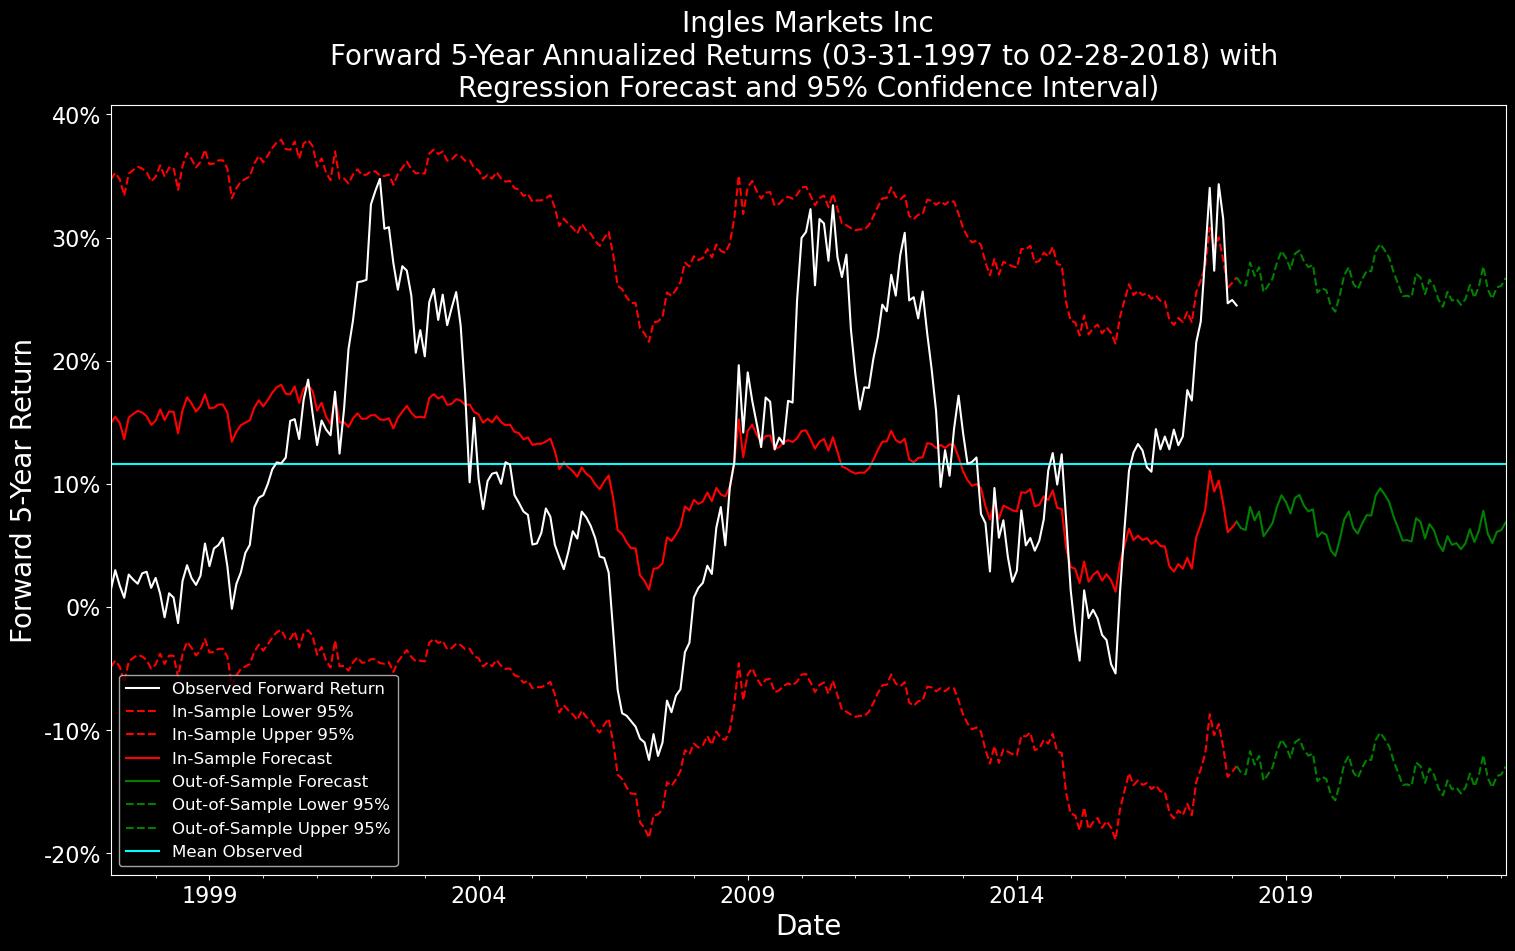 Ingles Markets Inc
Forward 5-Year Annualized Returns (03-31-1997 to 02-28-2018) with
Regression Forecast and 95% Confidence Interval)
Forward 5-Year Return
40%
30%
20%
10%
0%
-10%
-20%
Observed Forward Return
In-Sample Lower 95%
In-Sample Upper 95%
In-Sample Forecast
Out-of-Sample Forecast
Out-of-Sample Lower 95%
Out-of-Sample Upper 95%
Mean Observed
1999
2004
2009
2014
2019
Date